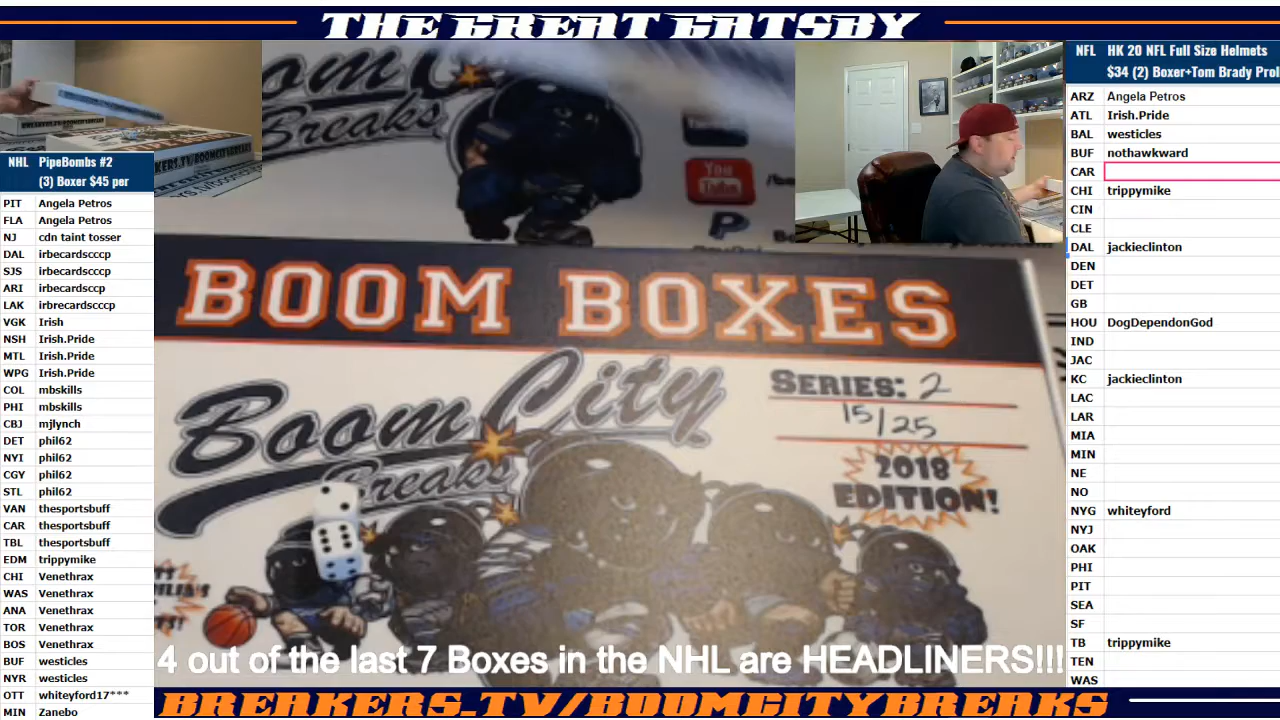 THE GREAT GATSBY
NHL PipeBombs #2
(3) Boxer $45 per
PIT Angela Petros
FLA Angela Petros
NJ cdn taint tosser
DAL irbecardscccp
SJS irbecardscccp
ARI irbecardsccp
LAK irbrecardscccp
VGK Irish
NSH Irish.Pride
MTL Irish.Pride
WPG Irish.Pride
COL mbskills
PHI mbskills
CBJ mjlynch
DET phil62
NYI phil62
CGY phil62
STL phil62
VAN thesportsbuff
CAR thesportsbuff
TBL thesportsbuff
EDM trippymike
CHI Venethrax
WAS Venethrax
ANA Venethrax
TOR Venethrax
BOS Venethrax
BUF westicles
NYR westicles
OTT whiteyford17***
MIN Zanebo
Breaks
You
Tube
BOOM BOXES
Boom City
Breaks
SERIES: 2
15/25
2018
EDITION!
4 out of the last 7 Boxes in the NHL are HEADLINERS!!!
BREAKERS.TV/BOOMCITYBREAKS
NFL HK 20 NFL Full Size Helmets
$34 (2) Boxer+Tom Brady Prol
ARZ Angela Petros
ATL Irish.Pride
BAL westicles
BUF nothawkward
CAR
CHI trippymike
CIN
CLE
DAL jackieclinton
DEN
DET
GB
HOU DogDependonGod
IND
JAC
KC jackieclinton
LAC
LAR
MIA
MIN
NE
NO
NYG whiteyford
NYJ
OAK
PHI
PIT
SEA
SF
TB trippymike
TEN
WAS